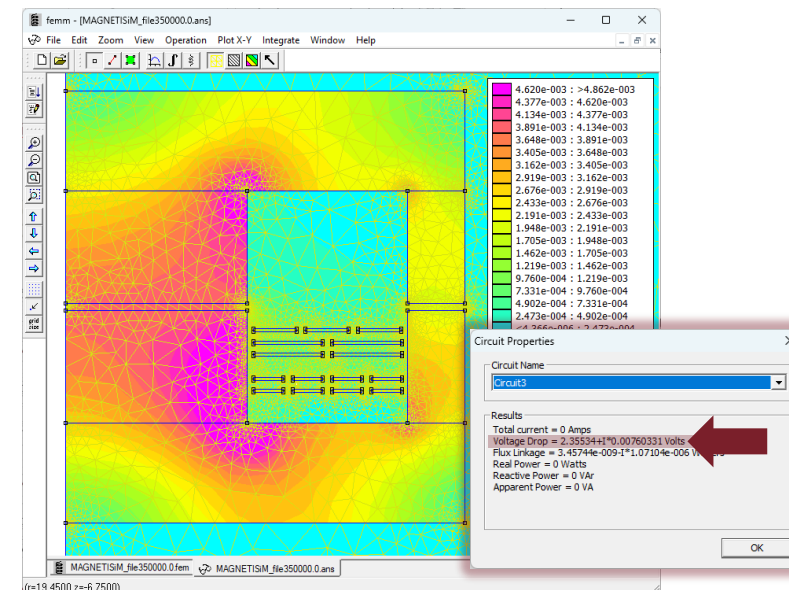 femm - [MAGNETISiM_file350000.0.ans]
File Edit Zoom View Operation Plot X-Y Integrate Window Help
grid
size
4.620e-003 : >4.862e-003
4.377e-003 : 4.620e-003
4.134e-003 : 4.377e-003
3.891e-003 : 4.134e-003
3.648e-003 : 3.891e-003
3.405e-003 : 3.648e-003
3.162e-003 : 3.405e-003
2.919e-003 : 3.162e-003
2.676e-003 : 2.919e-003
2.433e-003 : 2.676e-003
2.191e-003 : 2.433e-003
1.948e-003 : 2.191e-003
1.705e-003 : 1.948e-003
1.462e-003 : 1.705e-003
1.219e-003 : 1.462e-003
9.760e-004 : 1.219e-003
7.331e-004 : 9.760e-004
4.902e-004 : 7.331e-004
2.473e-004 : 4.902e-004
<4.366e-006 : 2.473e-004
Circuit Properties
Circuit Name
Circuit3
Results
Total current = 0 Amps
Voltage Drop = 2.35534+I*0.00760331 Volts
Flux Linkage = 3.45744e-009-I*1.07104e-006
Real Power = 0 Watts
Reactive Power = 0 VAr
Apparent Power = 0 VA
OK
MAGNETISiM_file350000.0.fem MAGNETISiM_file350000.0.ans
(r=19.4500 z=-6.7500)